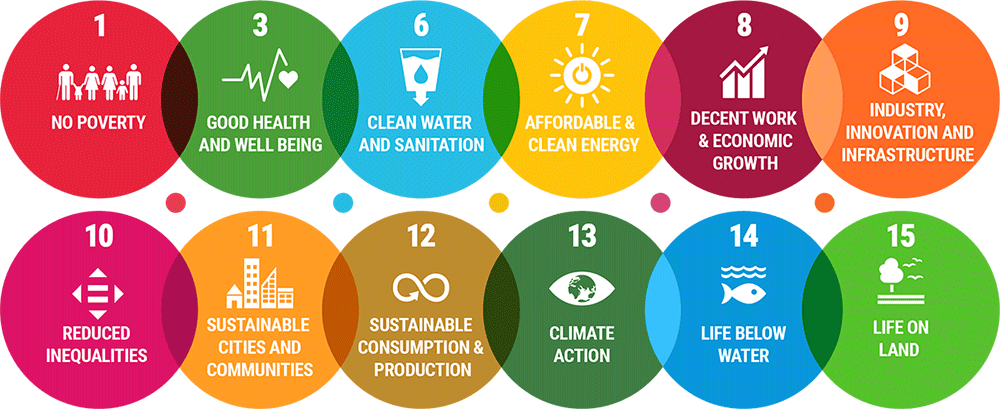 1
NO POVERTY
3
GOOD HEALTH
AND WELL BEING
6
CLEAN WATER
AND SANITATION
7
AFFORDABLE &
CLEAN ENERGY
8
DECENT WORK
& ECONOMIC
GROWTH
9
INDUSTRY,
INNOVATION AND
INFRASTRUCTURE
10
REDUCED
INEQUALITIES
11
SUSTAINABLE
CITIES AND
COMMUNITIES
12
SUSTAINABLE
CONSUMPTION &
PRODUCTION
13
CLIMATE
ACTION
14
LIFE BELOW
WATER
15
LIFE ON
LAND